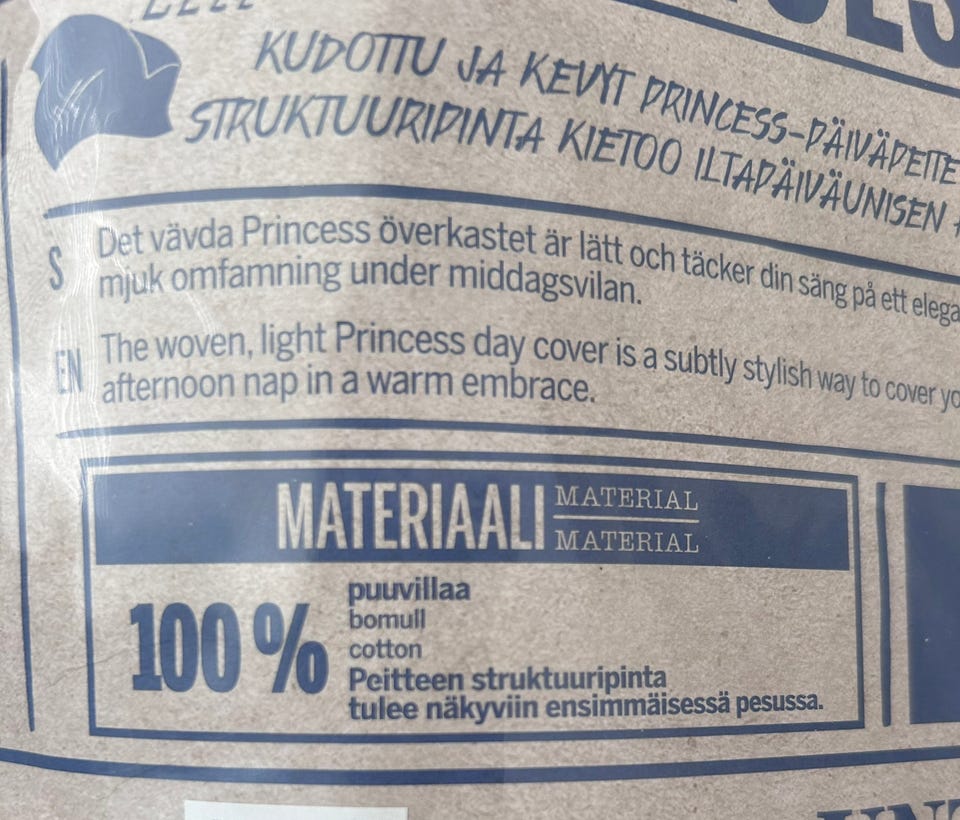 KUDOTTU JA KEVYT PRINCESS-PÄIVÄPEITE
STRUKTUURIPINTA KIETOO ILTAPÄIVÄUNISEN
S Det vävda Princess överkastet är lätt och täcker din säng på ett elega
mjuk omfamning under middagsvilan.
EN The woven, light Princess day cover is a subtly stylish way to cover yo
afternoon nap in a warm embrace.
MATERIAALI MATERIAL
MATERIAL
100 % puuvillaa
bomull
cotton
Peitteen struktuuripinta
tulee näkyviin ensimmäisessä pesussa.